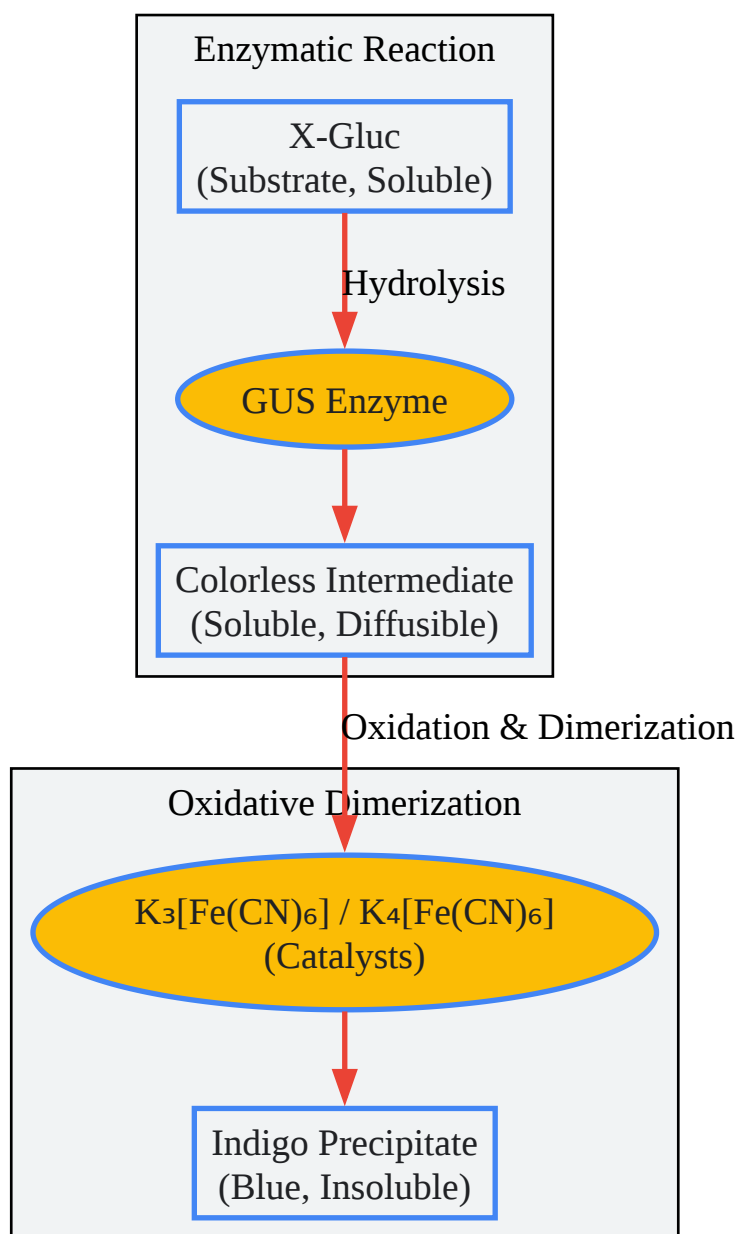 Enzymatic Reaction
X-Gluc
(Substrate, Soluble)
Hydrolysis
GUS Enzyme
Colorless Intermediate
(Soluble, Diffusible)
Oxidation & Dimerization
Oxidative Dimerization
K₃[Fe(CN)₆] / K₄[Fe(CN)₆]
(Catalysts)
Indigo Precipitate
(Blue, Insoluble)